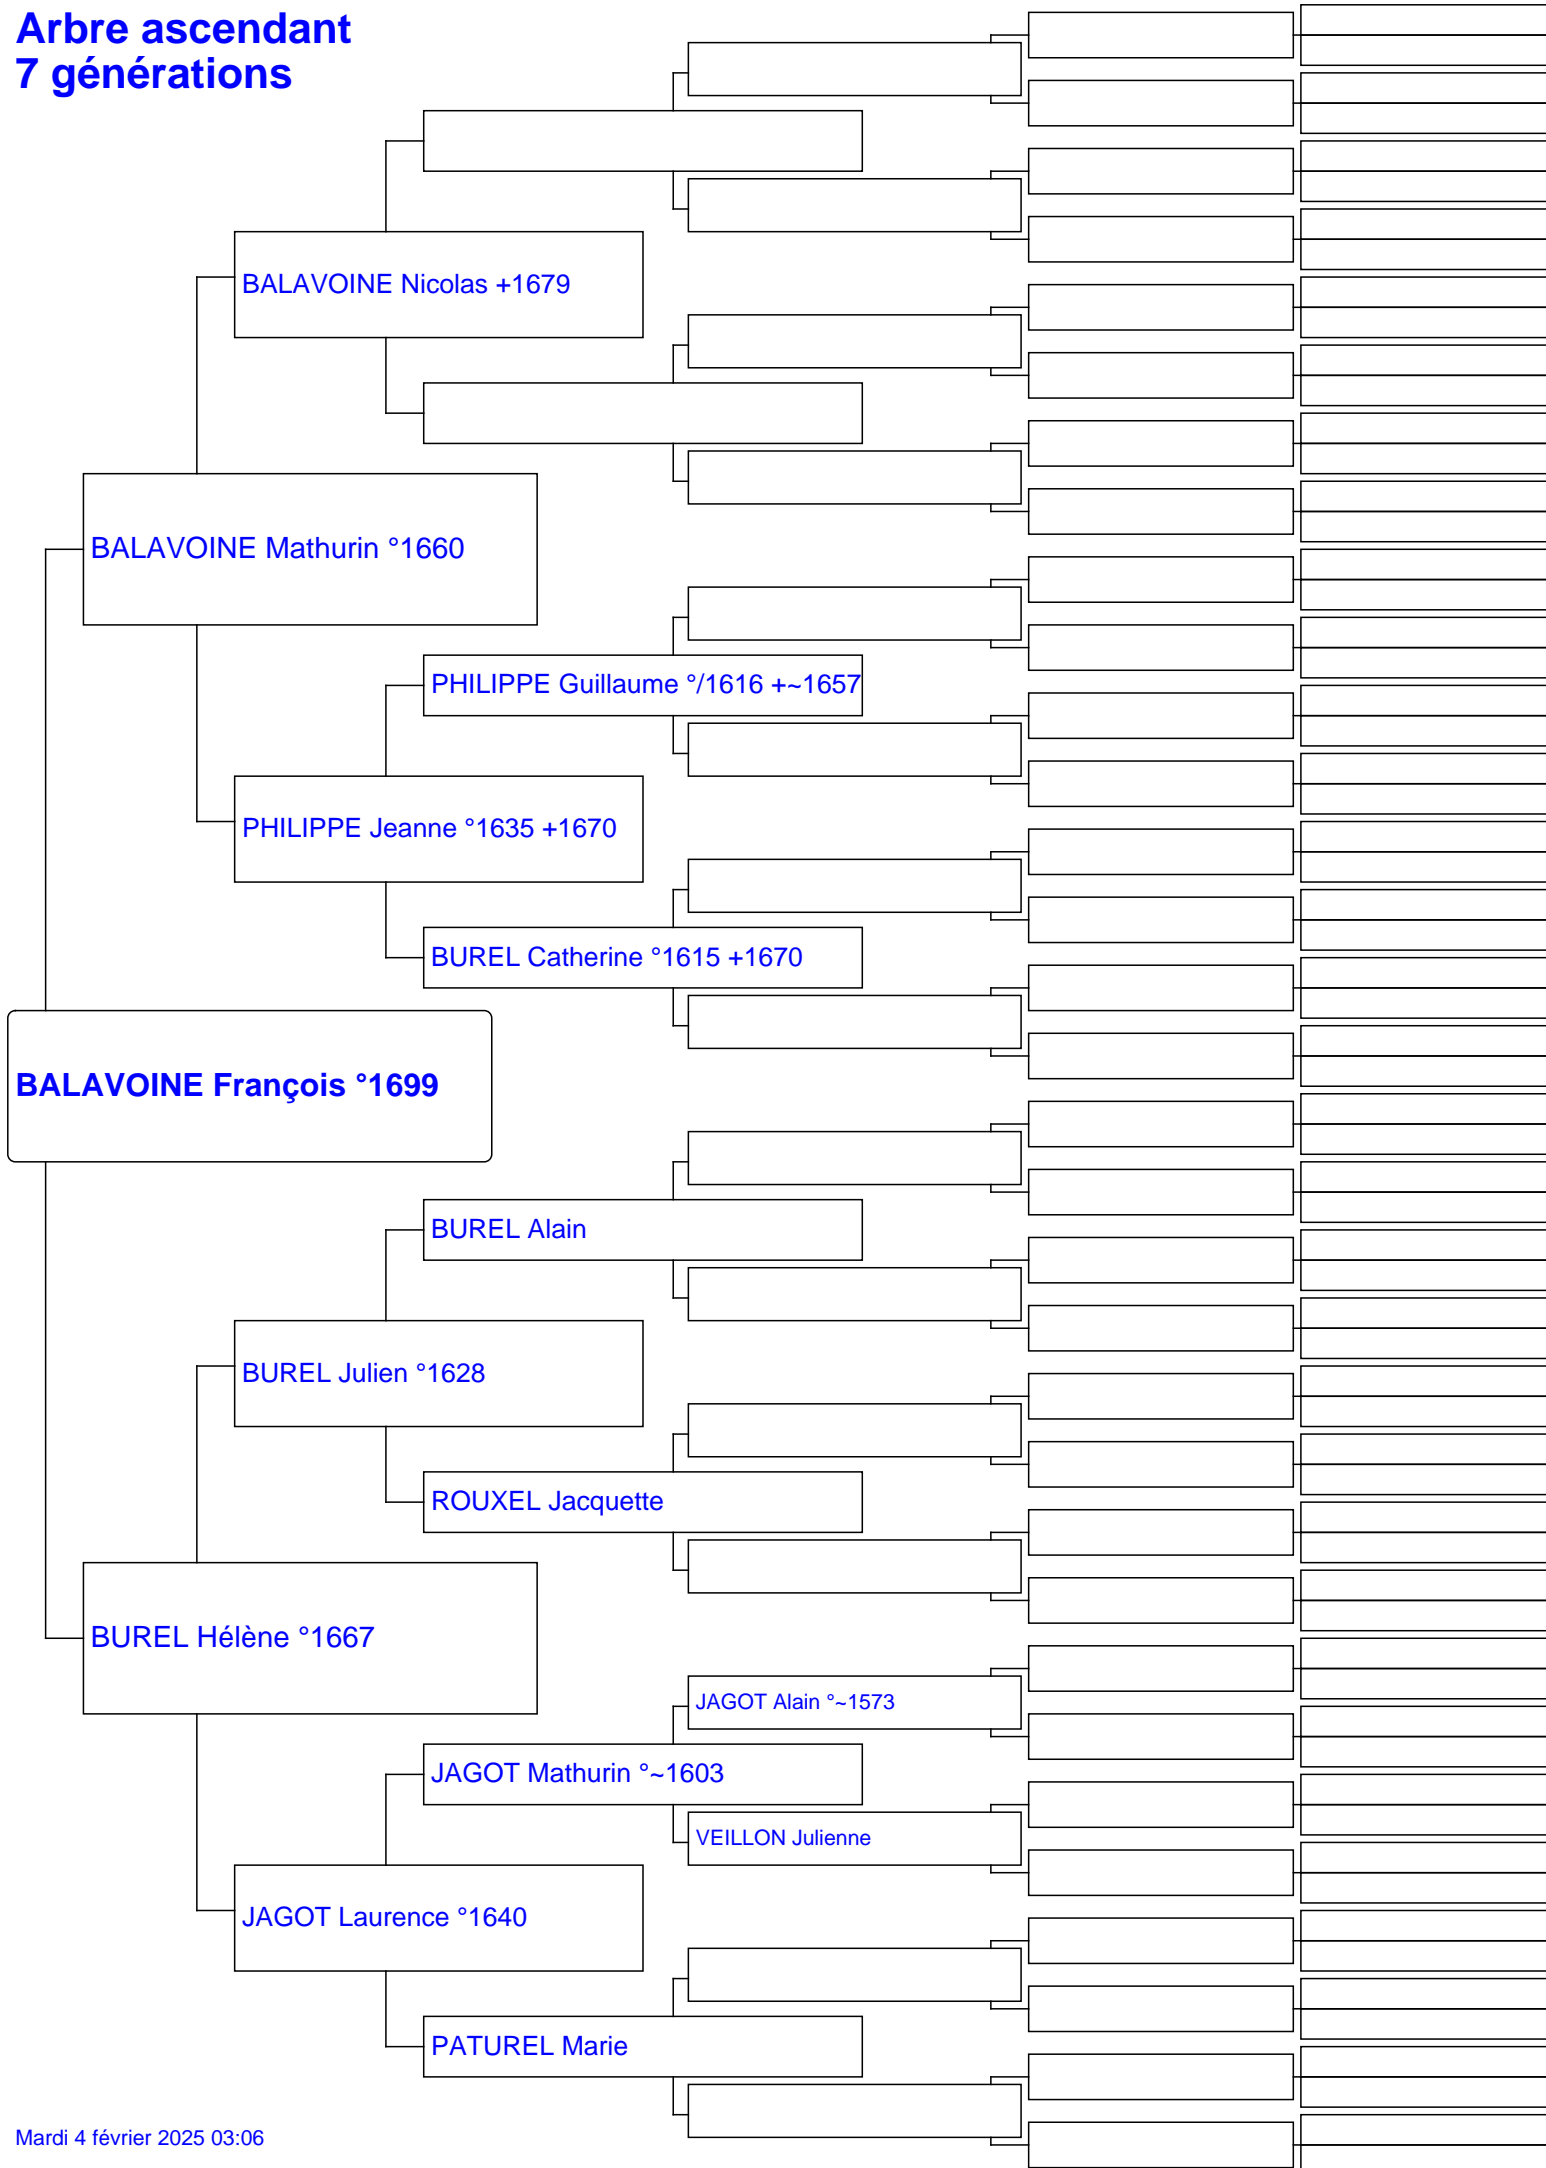 Arbre ascendant
7 générations
BALAVOINE Nicolas +1679
BALAVOINE Mathurin °1660
PHILIPPE Guillaume °/1616 +~1657
PHILIPPE Jeanne °1635 +1670
BUREL Catherine °1615 +1670
BALAVOINE François °1699
BUREL Alain
BUREL Julien °1628
ROUXEL Jacquette
BUREL Hélène °1667
JAGOT Alain °~1573
JAGOT Mathurin °~1603
VEILLON Julienne
JAGOT Laurence °1640
PATUREL Marie
Mardi 4 février 2025 03:06